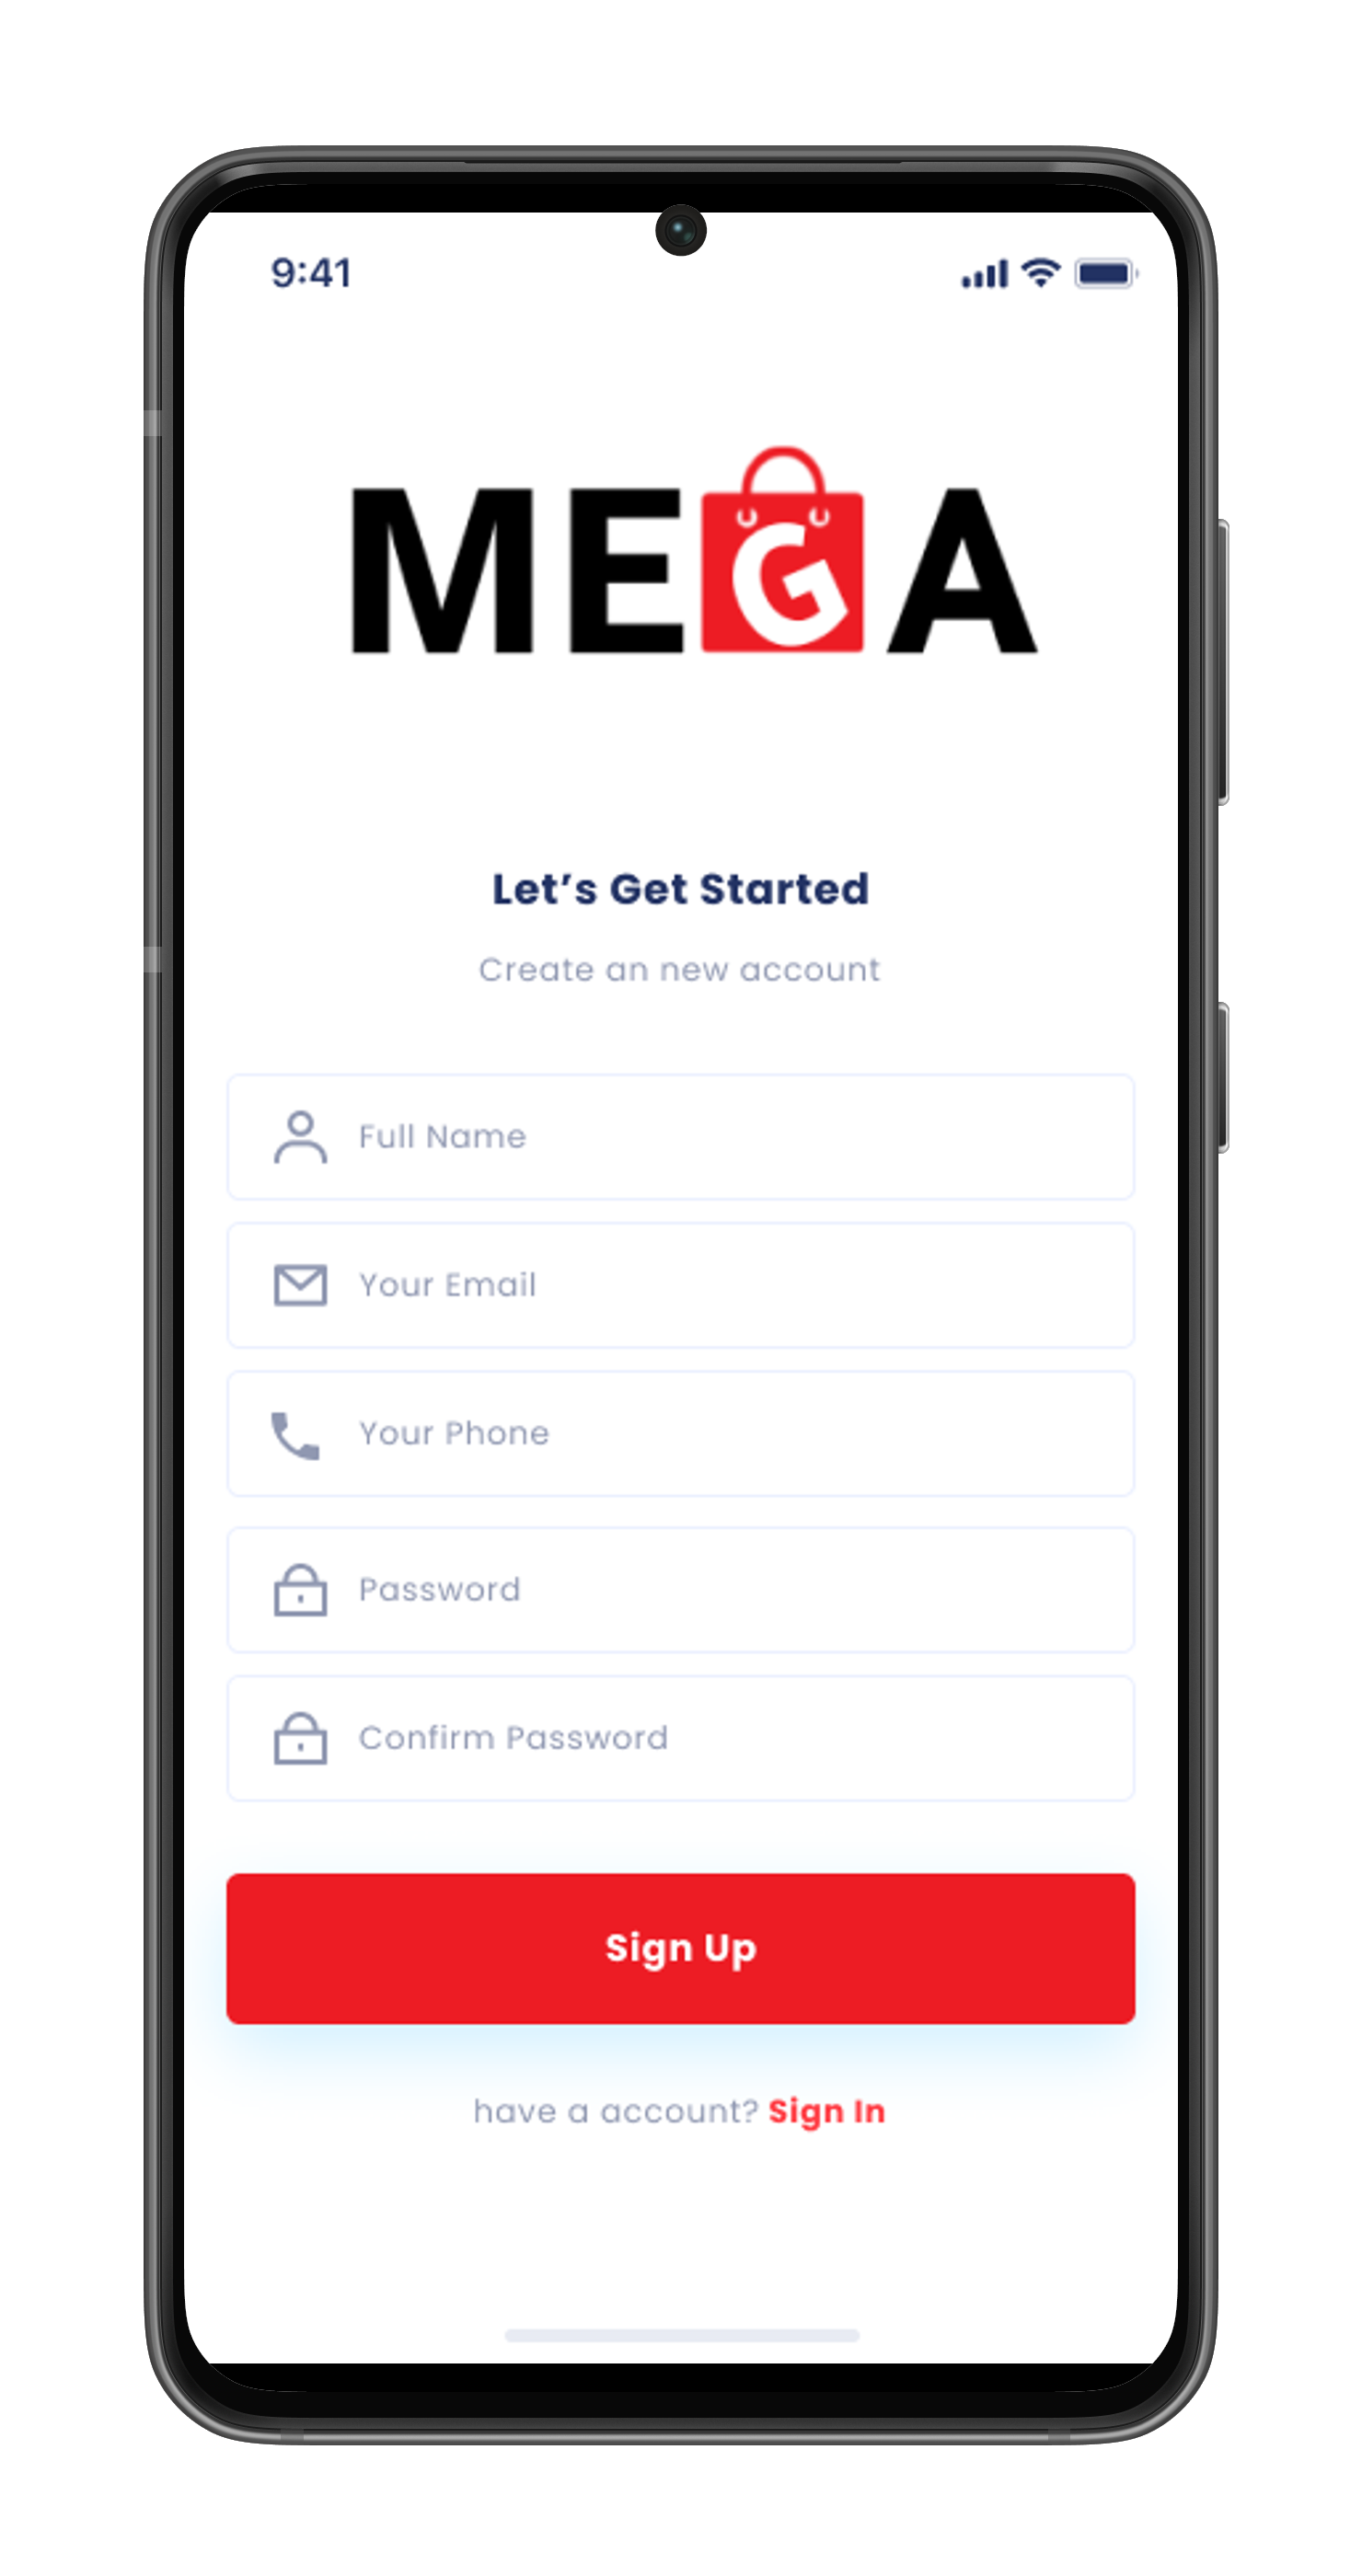 9:41
MEGA
Let’s Get Started
Create an new account
Full Name
Your Email
Your Phone
Password
Confirm Password
Sign Up
have a account? Sign In